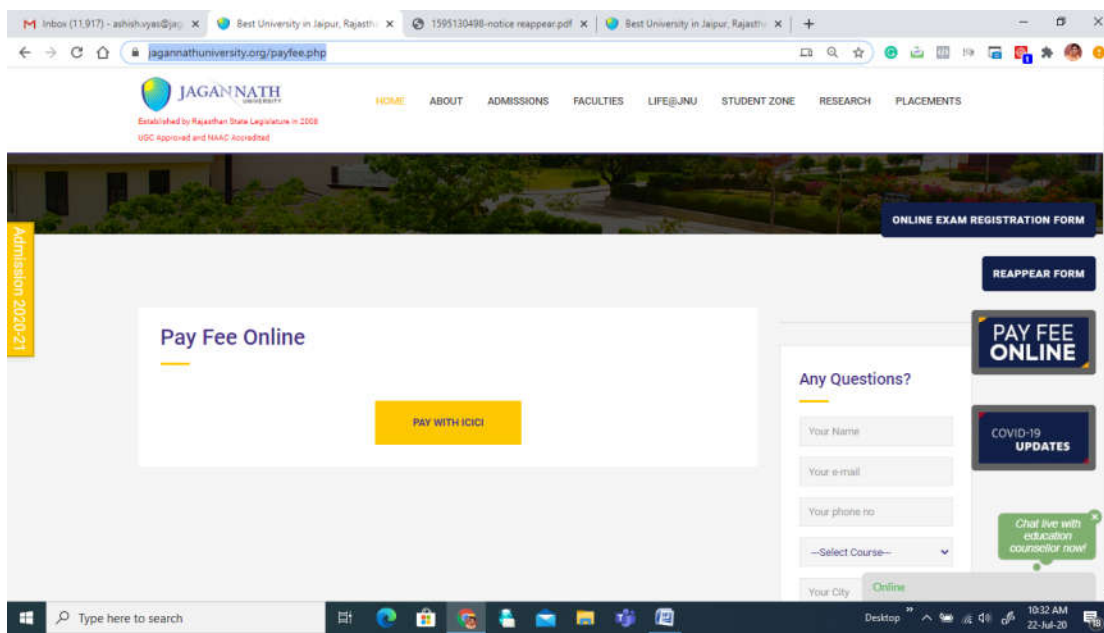 Inbox (11,917) - ashish.vyas@jag
Best University in Jaipur, Rajasth
1595130498-notice reappear.pdf
Best University in Jaipur, Rajasth
jagannathuniversity.org/payfee.php
JAGANNATH
UNIVERSITY
Established by Rajasthan State Legislature in 2008
UGC Approved and NAAC Accredited
HOME
ABOUT
ADMISSIONS
FACULTIES
LIFE@JNU
STUDENT ZONE
RESEARCH
PLACEMENTS
ONLINE EXAM REGISTRATION FORM
REAPPEAR FORM
Admission 2020-21
Pay Fee Online
PAY WITH ICICI
PAY FEE
ONLINE
Any Questions?
Your Name
Your e-mail
Your phone no
---Select Course---
Your City
COVID-19
UPDATES
Chat live with
education
counsellor now!
Online
Type here to search
Desktop
10:32 AM
22-Jul-20
18